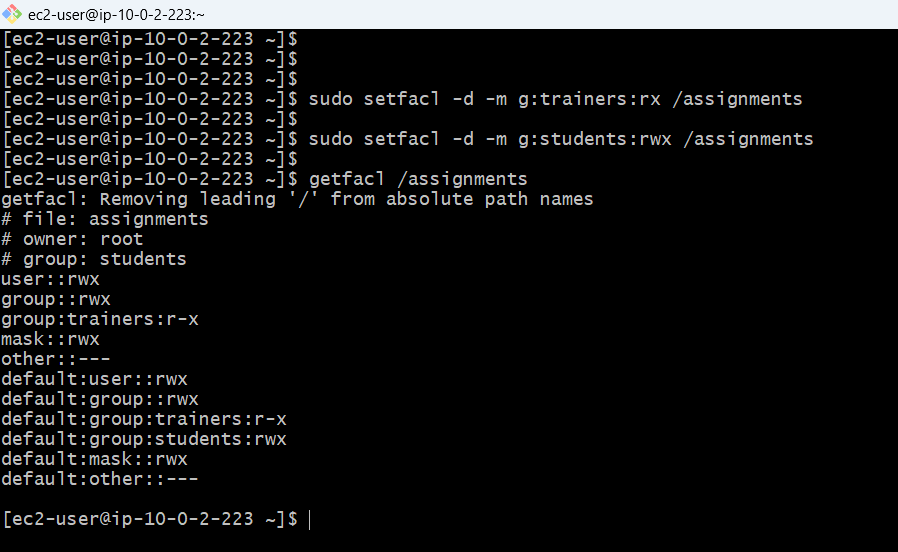 ec2-user@ip-10-0-2-223:~
[ec2-user@ip-10-0-2-223 ~]$
[ec2-user@ip-10-0-2-223 ~]$
[ec2-user@ip-10-0-2-223 ~]$
[ec2-user@ip-10-0-2-223 ~]$ sudo setfacl -d -m g:trainers:rx /assignments
[ec2-user@ip-10-0-2-223 ~]$
[ec2-user@ip-10-0-2-223 ~]$ sudo setfacl -d -m g:students:rwx /assignments
[ec2-user@ip-10-0-2-223 ~]$
[ec2-user@ip-10-0-2-223 ~]$ getfacl /assignments
getfacl: Removing leading '/' from absolute path names
# file: assignments
# owner: root
# group: students
user::rwx
group::rwx
group:trainers:r-x
mask::rwx
other::---
default:user::rwx
default:group::rwx
default:group:trainers:r-x
default:group:students:rwx
default:mask::rwx
default:other::---
[ec2-user@ip-10-0-2-223 ~]$